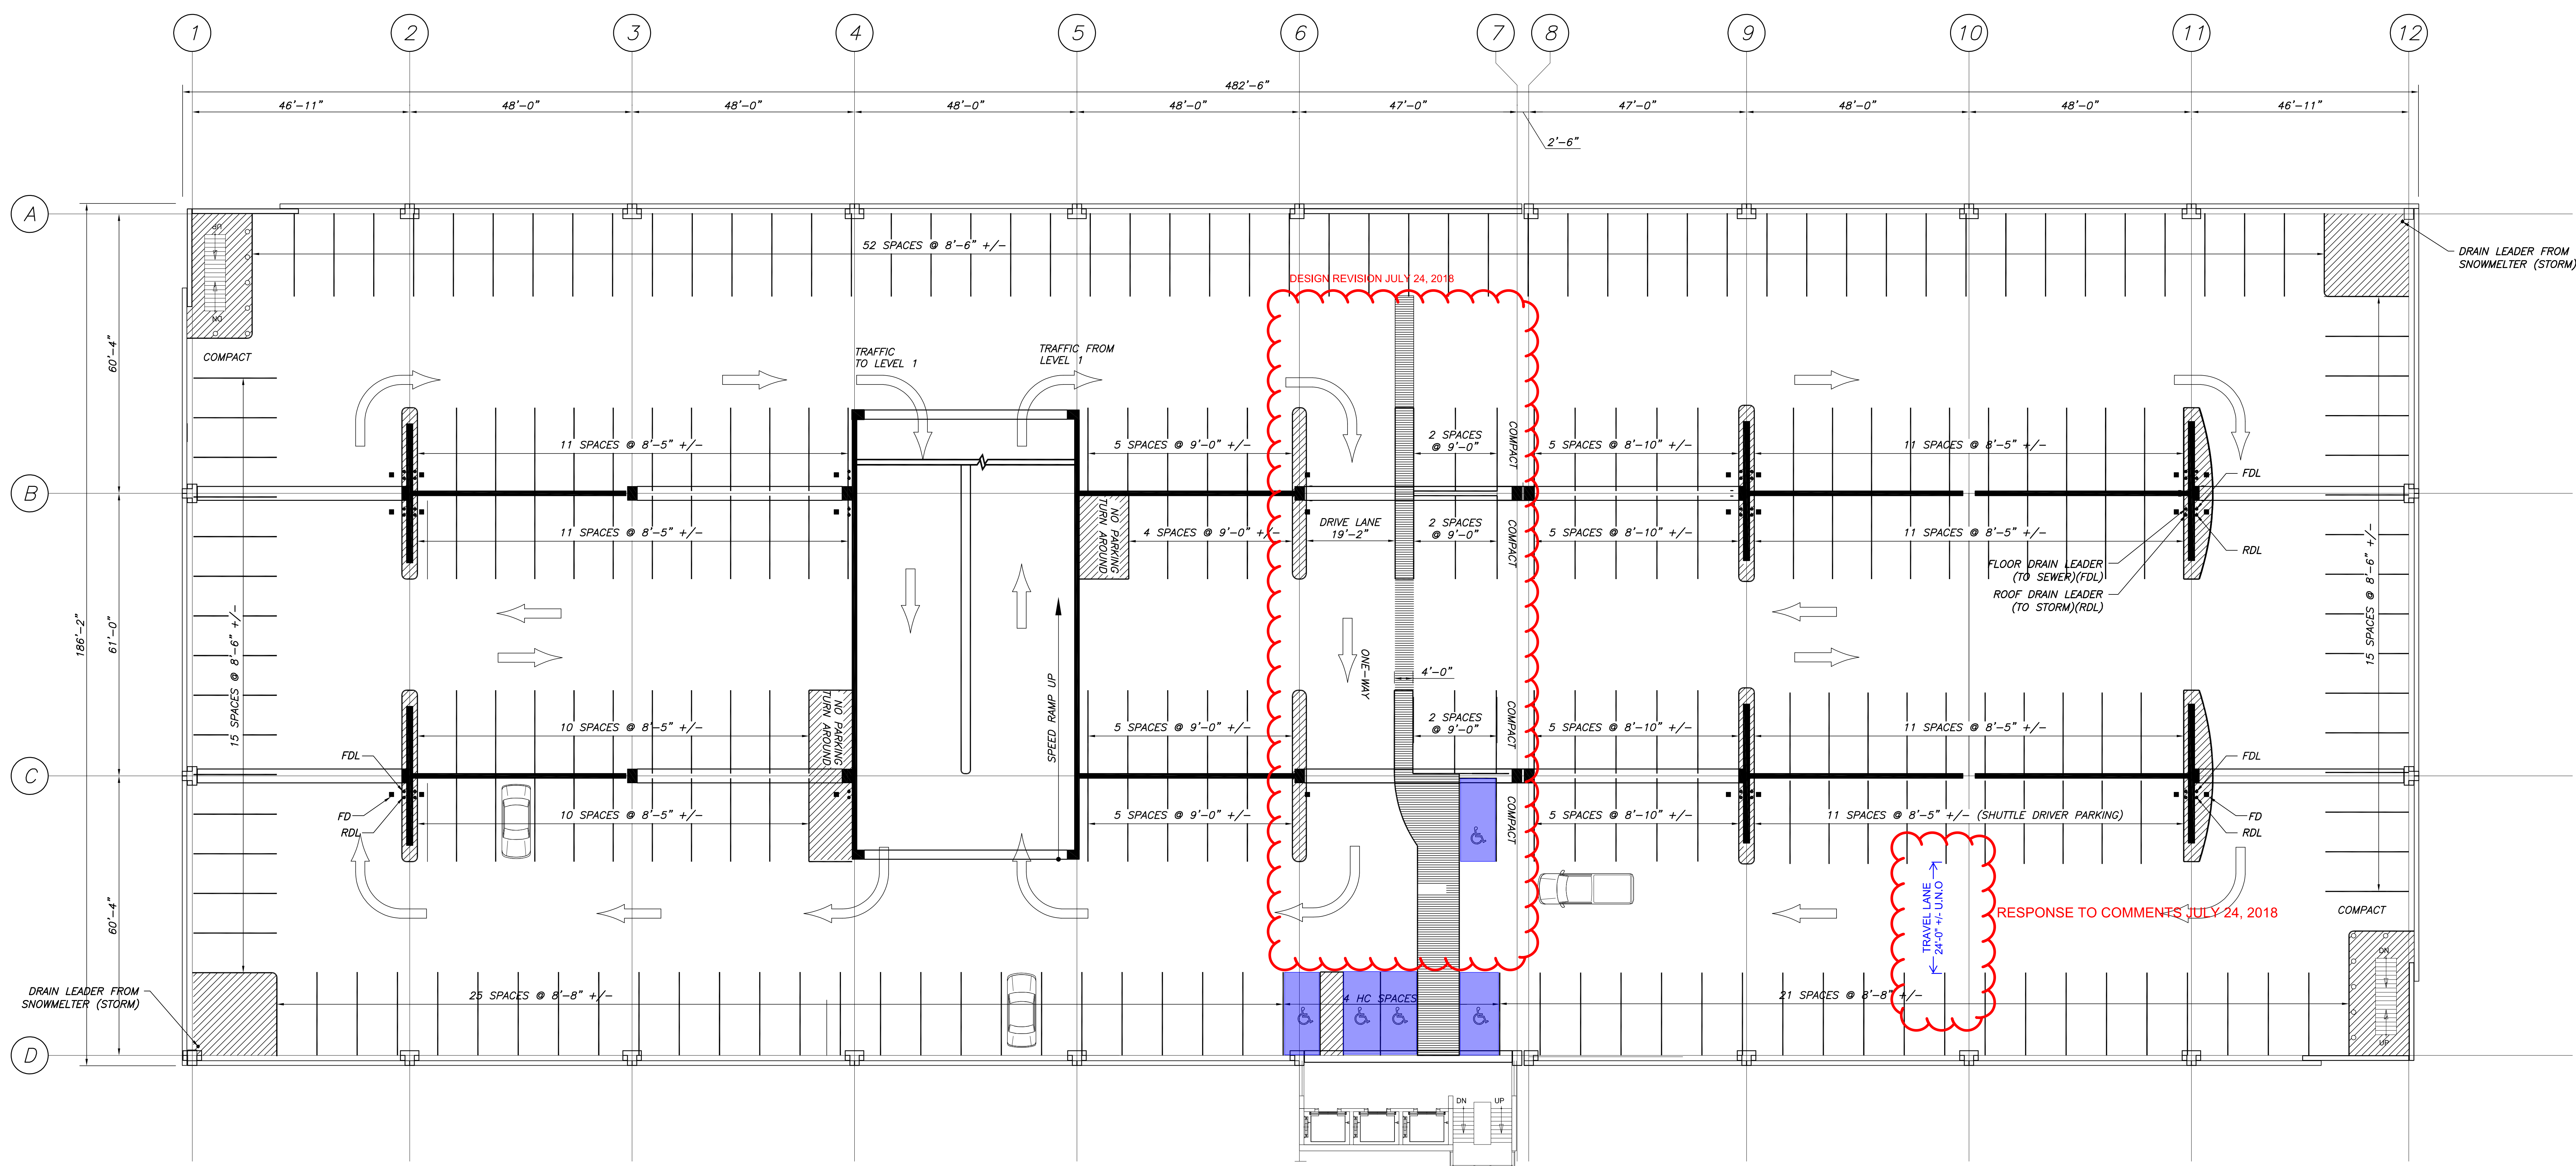 1 2 3 4 5 6 7 8 9 10 11 12
482'-6"
46'-11" 48'-0" 48'-0" 48'-0" 48'-0" 47'-0" 47'-0" 48'-0" 48'-0" 46'-11"
2'-6"
A
B
C
D
186'-2"
60'-4"
61'-0"
60'-4"
UP
DN
COMPACT
52 SPACES @ 8'-6" +/-
DRAIN LEADER FROM
SNOWMELTER (STORM)
DESIGN REVISION JULY 24, 2018
TRAFFIC
TO LEVEL 1
TRAFFIC FROM
LEVEL 1
11 SPACES @ 8'-5" +/-
5 SPACES @ 9'-0" +/-
2 SPACES
@ 9'-0"
COMPACT
5 SPACES @ 8'-10" +/-
11 SPACES @ 8'-5" +/-
FDL
11 SPACES @ 8'-5" +/-
NO PARKING
TURN AROUND
4 SPACES @ 9'-0" +/-
DRIVE LANE
19'-2"
2 SPACES
@ 9'-0"
COMPACT
5 SPACES @ 8'-10" +/-
11 SPACES @ 8'-5" +/-
RDL
FLOOR DRAIN LEADER
(TO SEWER)(FDL)
ROOF DRAIN LEADER
(TO STORM)(RDL)
15 SPACES @ 8'-6" +/-
15 SPACES @ 8'-6" +/-
SPEED RAMP UP
ONE-WAY
4'-0"
10 SPACES @ 8'-5" +/-
NO PARKING
TURN AROUND
5 SPACES @ 9'-0" +/-
2 SPACES
@ 9'-0"
COMPACT
5 SPACES @ 8'-10" +/-
11 SPACES @ 8'-5" +/-
FDL
FDL
FD
RDL
10 SPACES @ 8'-5" +/-
5 SPACES @ 9'-0" +/-
COMPACT
5 SPACES @ 8'-10" +/-
11 SPACES @ 8'-5" +/- (SHUTTLE DRIVER PARKING)
FD
RDL
TRAVEL LANE
24'-0" +/- U.N.O
RESPONSE TO COMMENTS JULY 24, 2018
COMPACT
DN
UP
DRAIN LEADER FROM
SNOWMELTER (STORM)
25 SPACES @ 8'-8" +/-
4 HC SPACES
21 SPACES @ 8'-8" +/-
DN UP